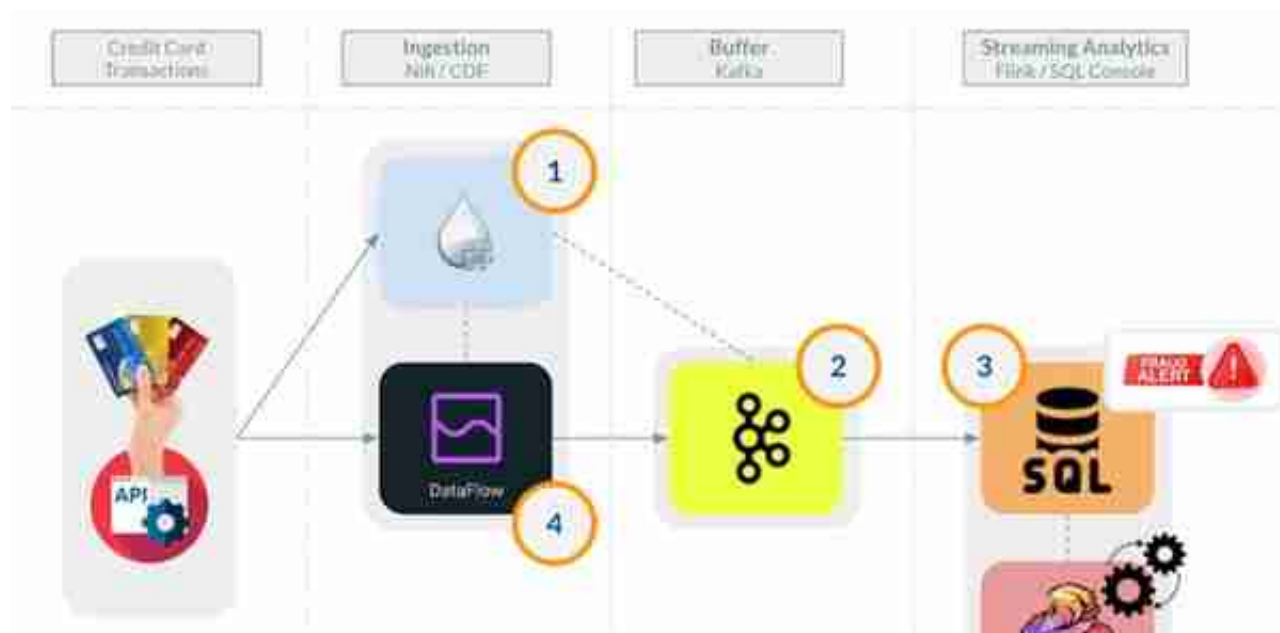 Credit Card
Transactions
Ingestion
Nifi / CDF
Buffer
Kafka
Streaming Analytics
Flink / SQL Console
1
2
3
FRAUD
ALERT
SQL
API
DataFlow
4